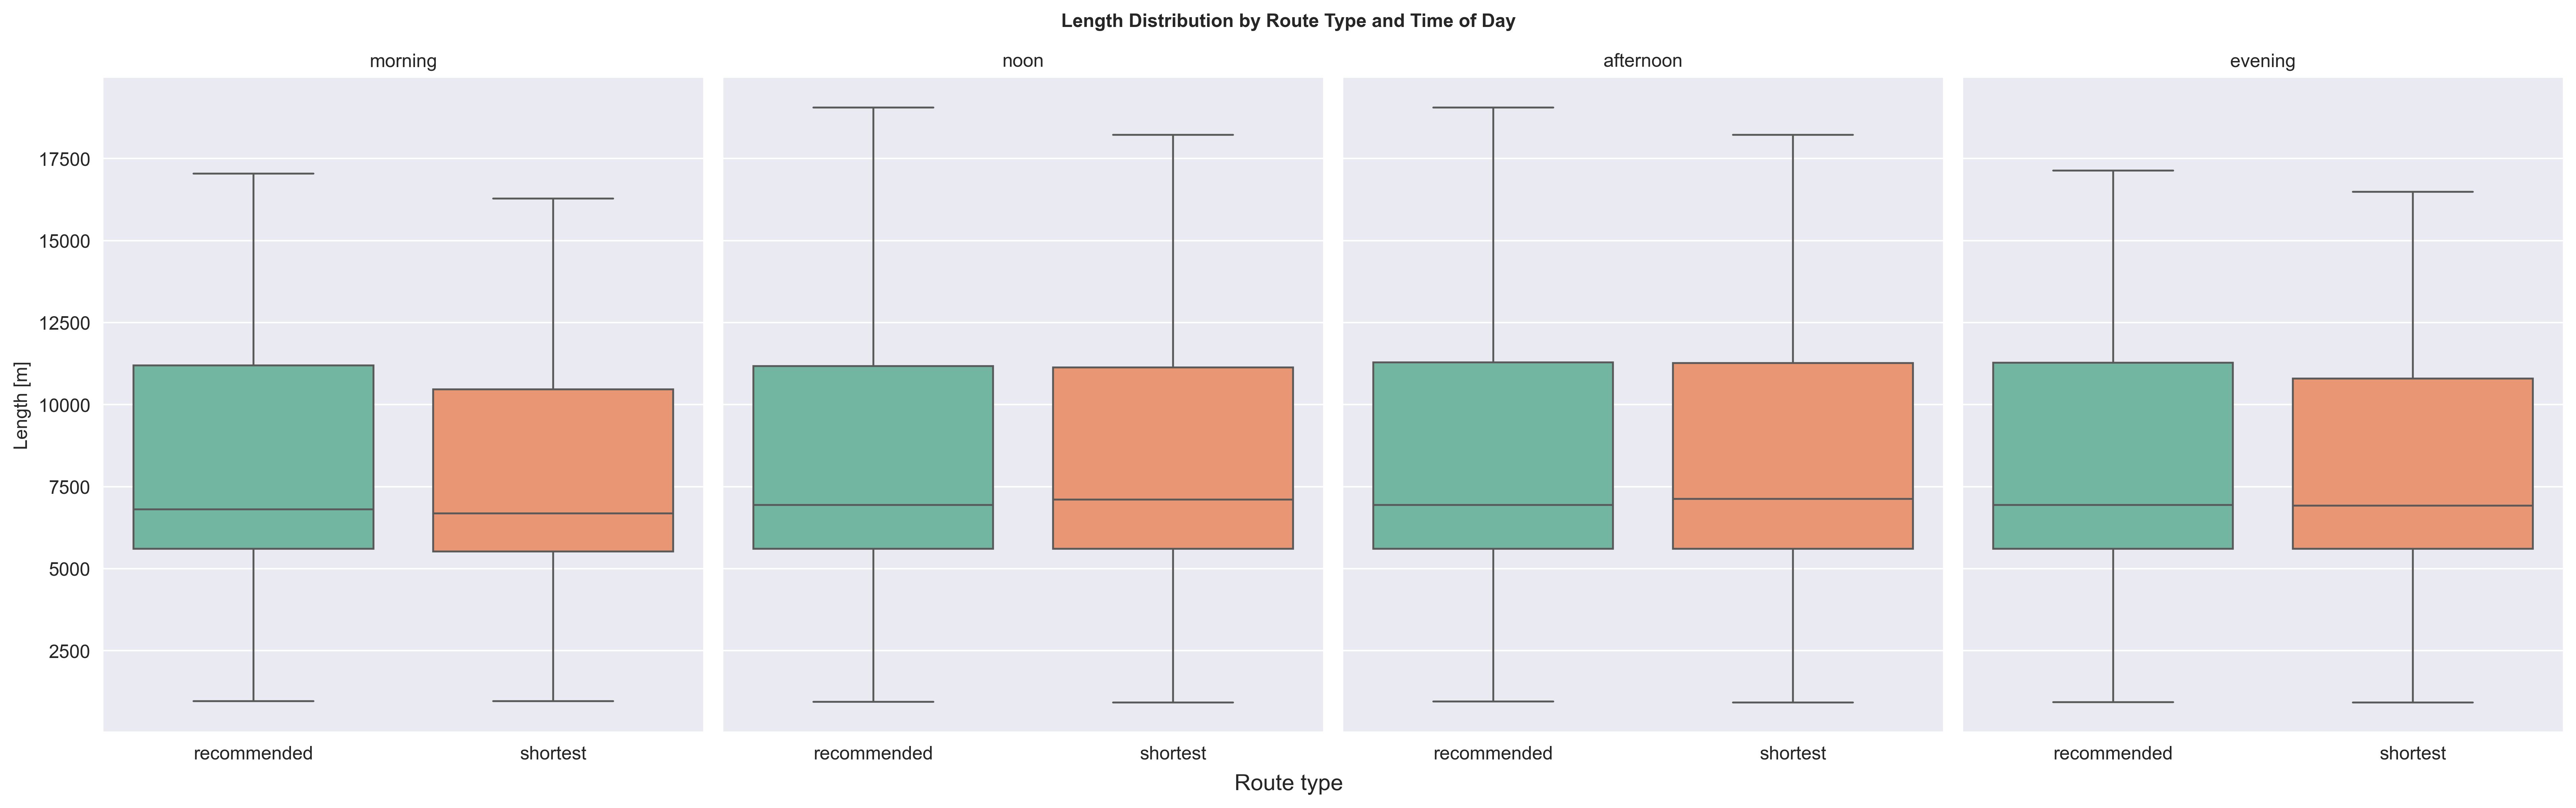 Length Distribution by Route Type and Time of Day
morning
noon
afternoon
evening
Length [m]
17500
15000
12500
10000
7500
5000
2500
recommended
shortest
recommended
shortest
recommended
shortest
recommended
shortest
Route type